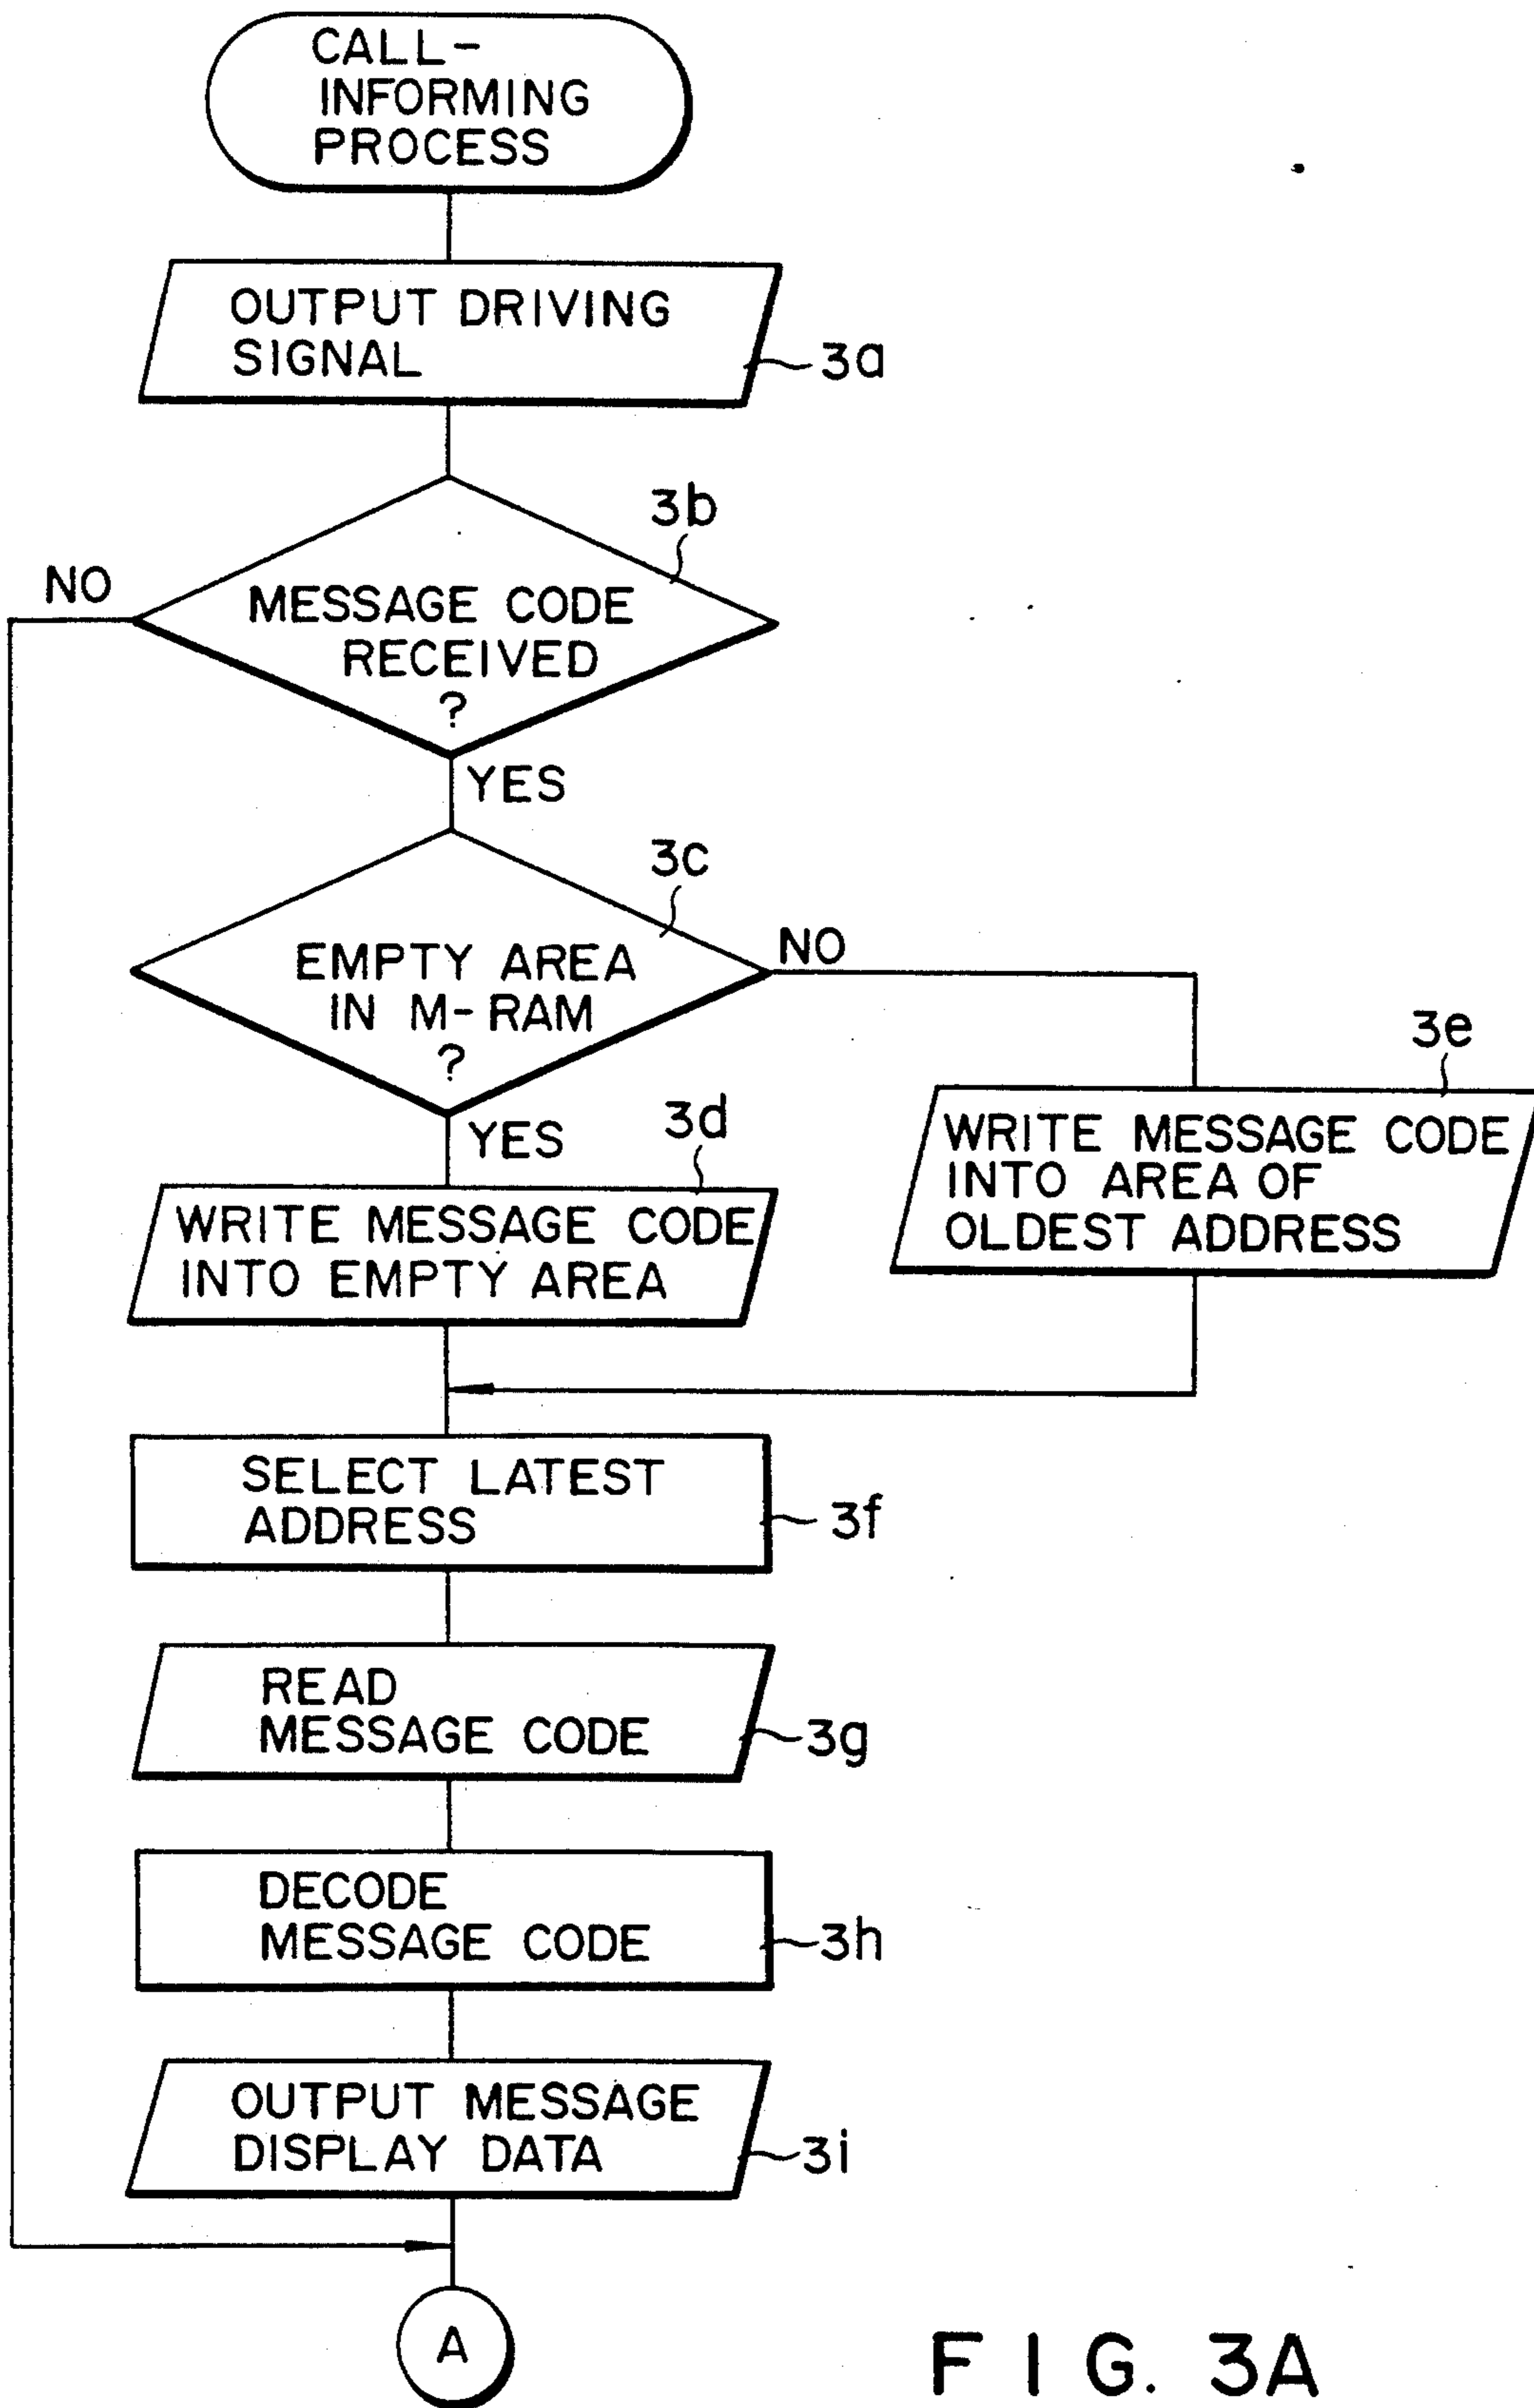 CALL-
INFORMING
PROCESS
OUTPUT DRIVING
SIGNAL
3a
3b
NO
MESSAGE CODE
RECEIVED
?
YES
3c
EMPTY AREA
IN M-RAM
?
NO
YES
3d
WRITE MESSAGE CODE
INTO EMPTY AREA
3e
WRITE MESSAGE CODE
INTO AREA OF
OLDEST ADDRESS
SELECT LATEST
ADDRESS
3f
READ
MESSAGE CODE
3g
DECODE
MESSAGE CODE
3h
OUTPUT MESSAGE
DISPLAY DATA
3i
A
FIG. 3A